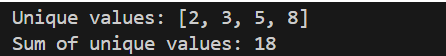 Unique values: [2, 3, 5, 8]
Sum of unique values: 18